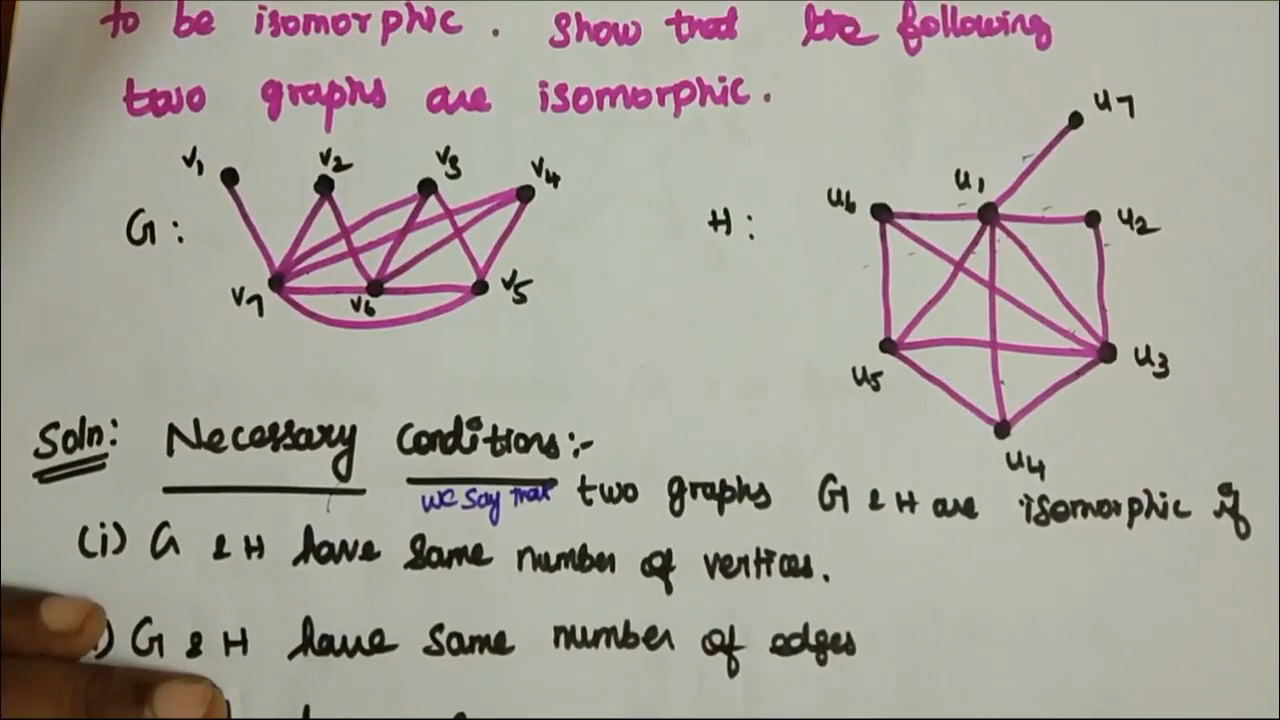 to be isomorphic. Show that the following
two graphs are isomorphic.
G:
v1
v2
v3
v4
v7
v6
v5
H:
u7
u6
u1
u2
u5
u3
u4
Soln: Necessary Conditions:-
we say that two graphs G & H are isomorphic if
(i) G & H have same number of vertices.
) G & H have same number of edges